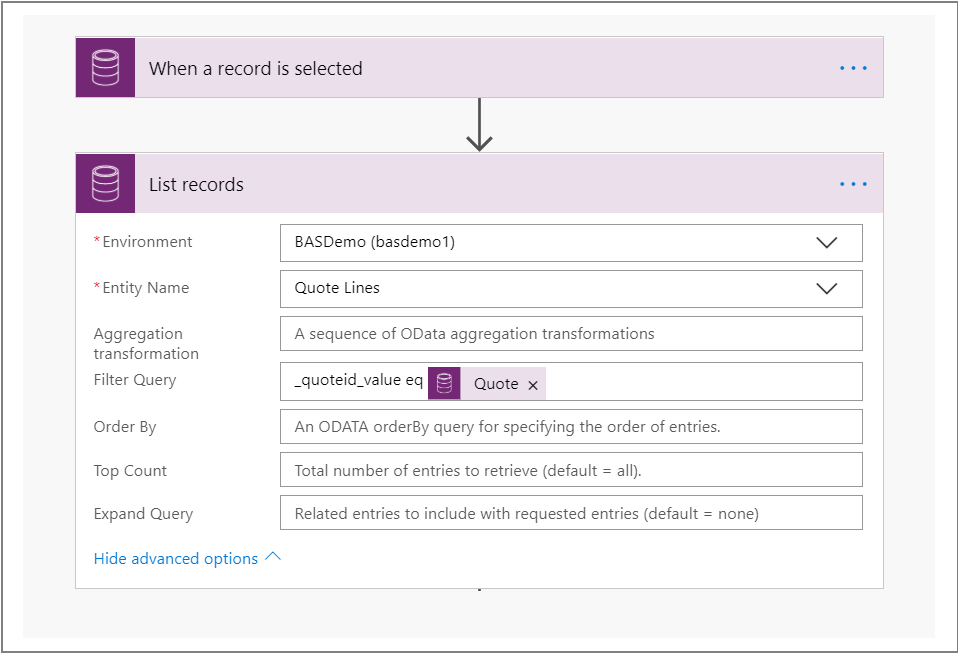 When a record is selected
...
List records
...
*Environment
BASDemo (basdemo1)
*Entity Name
Quote Lines
Aggregation
transformation
A sequence of OData aggregation transformations
Filter Query
_quoteid_value eq Quote ×
Order By
An ODATA orderBy query for specifying the order of entries.
Top Count
Total number of entries to retrieve (default = all).
Expand Query
Related entries to include with requested entries (default = none)
Hide advanced options